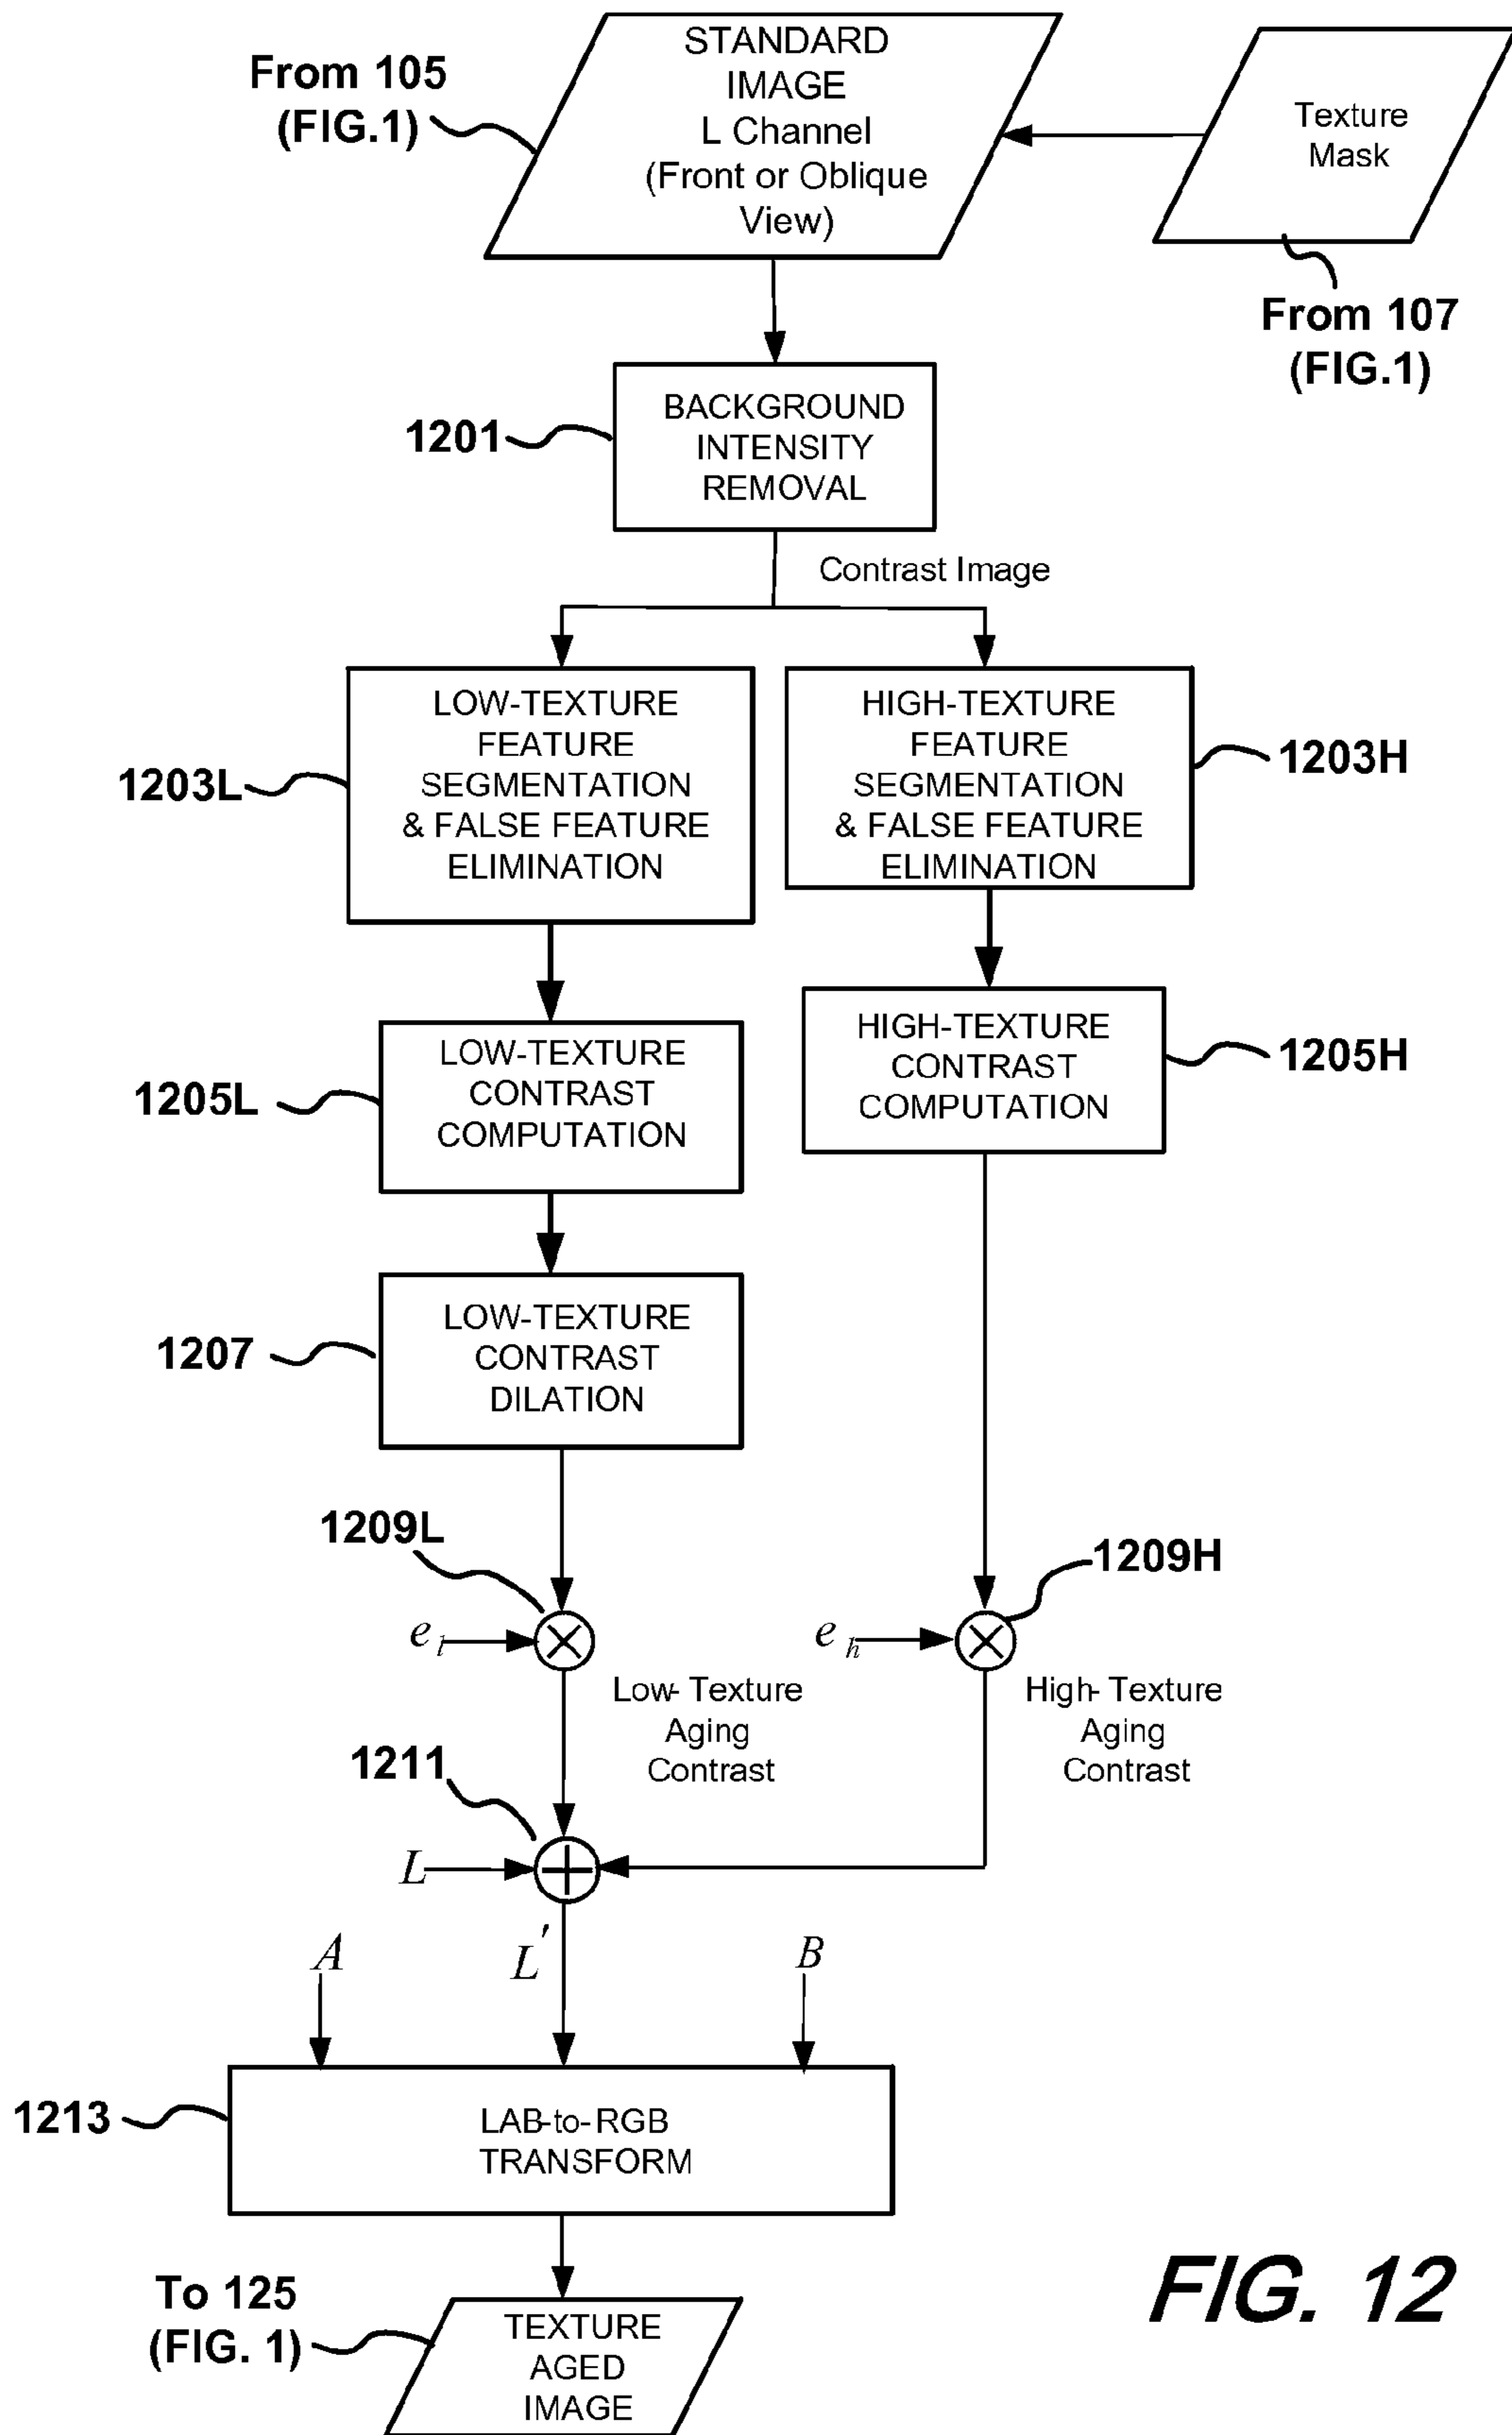 From 105
(FIG.1)
STANDARD
IMAGE
L Channel
(Front or Oblique
View)
Texture
Mask
From 107
(FIG.1)
1201
BACKGROUND
INTENSITY
REMOVAL
Contrast Image
1203L
LOW-TEXTURE
FEATURE
SEGMENTATION
& FALSE FEATURE
ELIMINATION
HIGH-TEXTURE
FEATURE
SEGMENTATION
& FALSE FEATURE
ELIMINATION
1203H
1205L
LOW-TEXTURE
CONTRAST
COMPUTATION
HIGH-TEXTURE
CONTRAST
COMPUTATION
1205H
1207
LOW-TEXTURE
CONTRAST
DILATION
1209L
1209H
e_l
e_h
Low- Texture
Aging
Contrast
High- Texture
Aging
Contrast
1211
L
A
L'
B
1213
LAB-to-RGB
TRANSFORM
To 125
(FIG. 1)
TEXTURE
AGED
IMAGE
FIG. 12